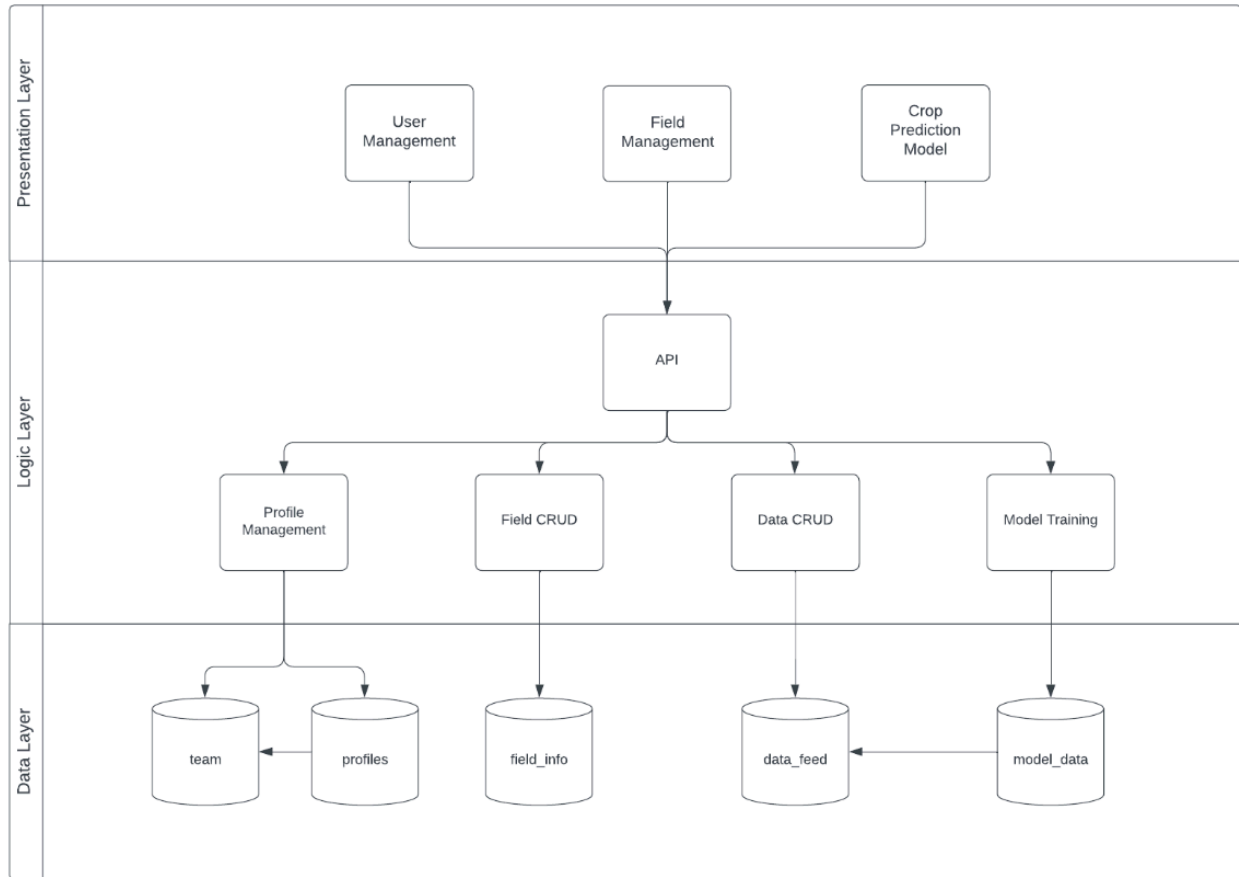 Presentation Layer
User
Management
Field
Management
Crop
Prediction
Model
Logic Layer
API
Profile
Management
Field CRUD
Data CRUD
Model Training
Data Layer
team
profiles
field_info
data_feed
model_data